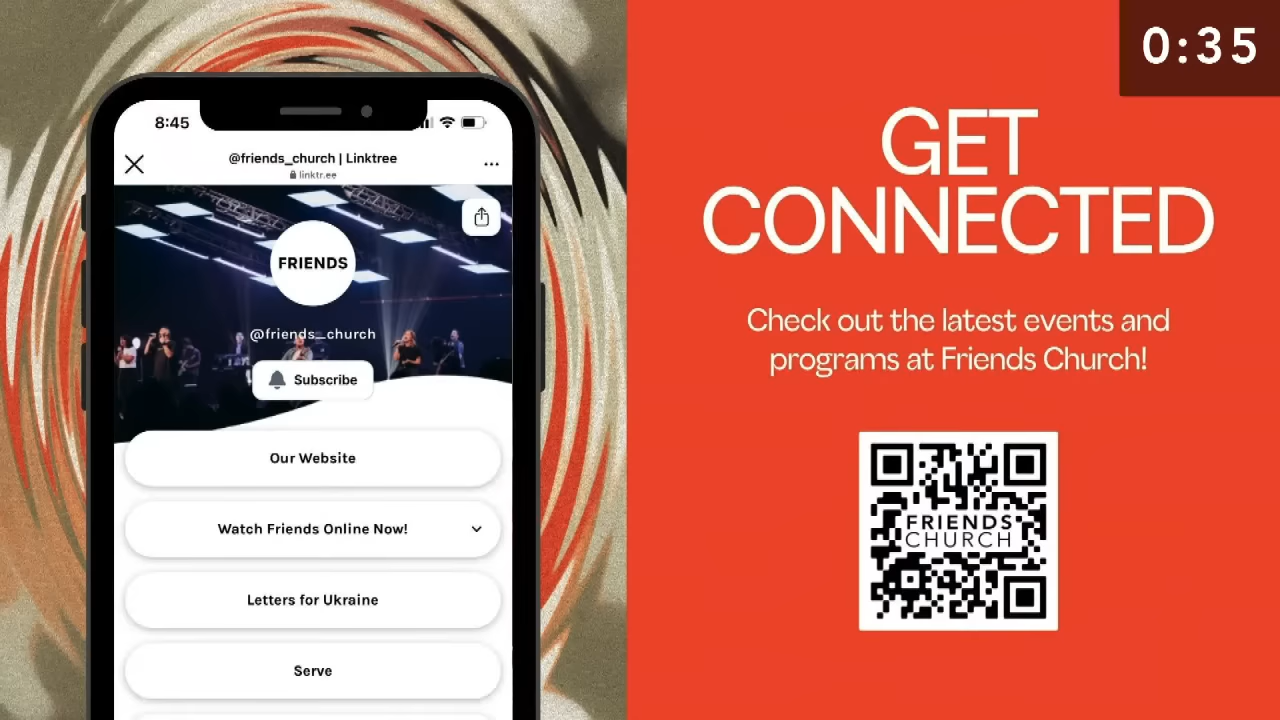 8:45
@friends_church | Linktree
linktr.ee
FRIENDS
@friends_church
Subscribe
Our Website
Watch Friends Online Now!
Letters for Ukraine
Serve
0:35
GET
CONNECTED
Check out the latest events and
programs at Friends Church!
FRIENDS
CHURCH